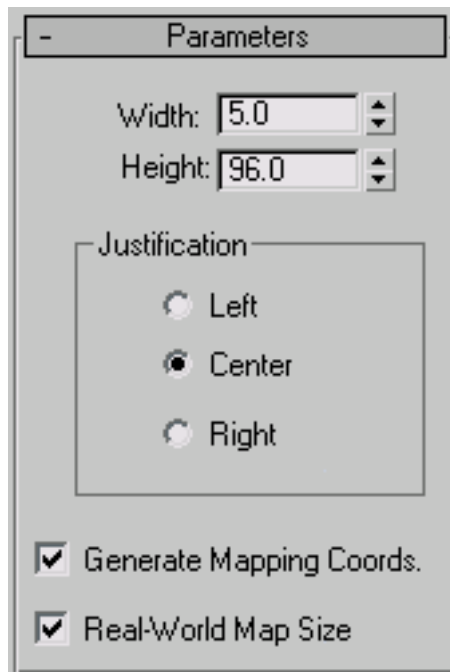 - Parameters
Width: 5.0
Height: 96.0
Justification
Left
Center
Right
Generate Mapping Coords.
Real-World Map Size